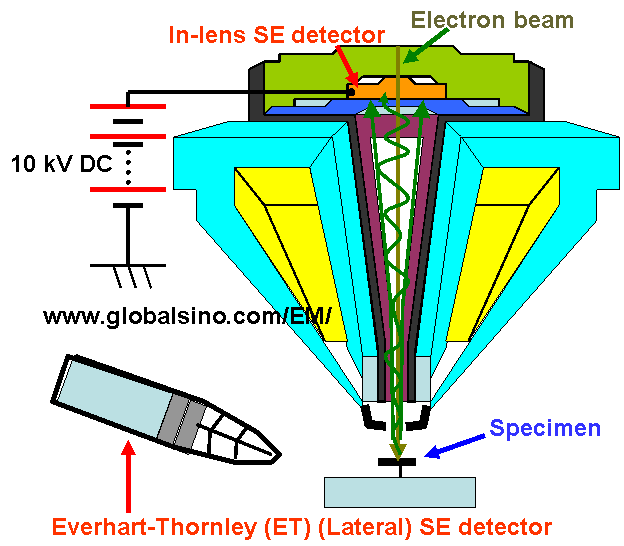 Electron beam
In-lens SE detector
10 kV DC
www.globalsino.com/EM/
Specimen
Everhart-Thornley (ET) (Lateral) SE detector